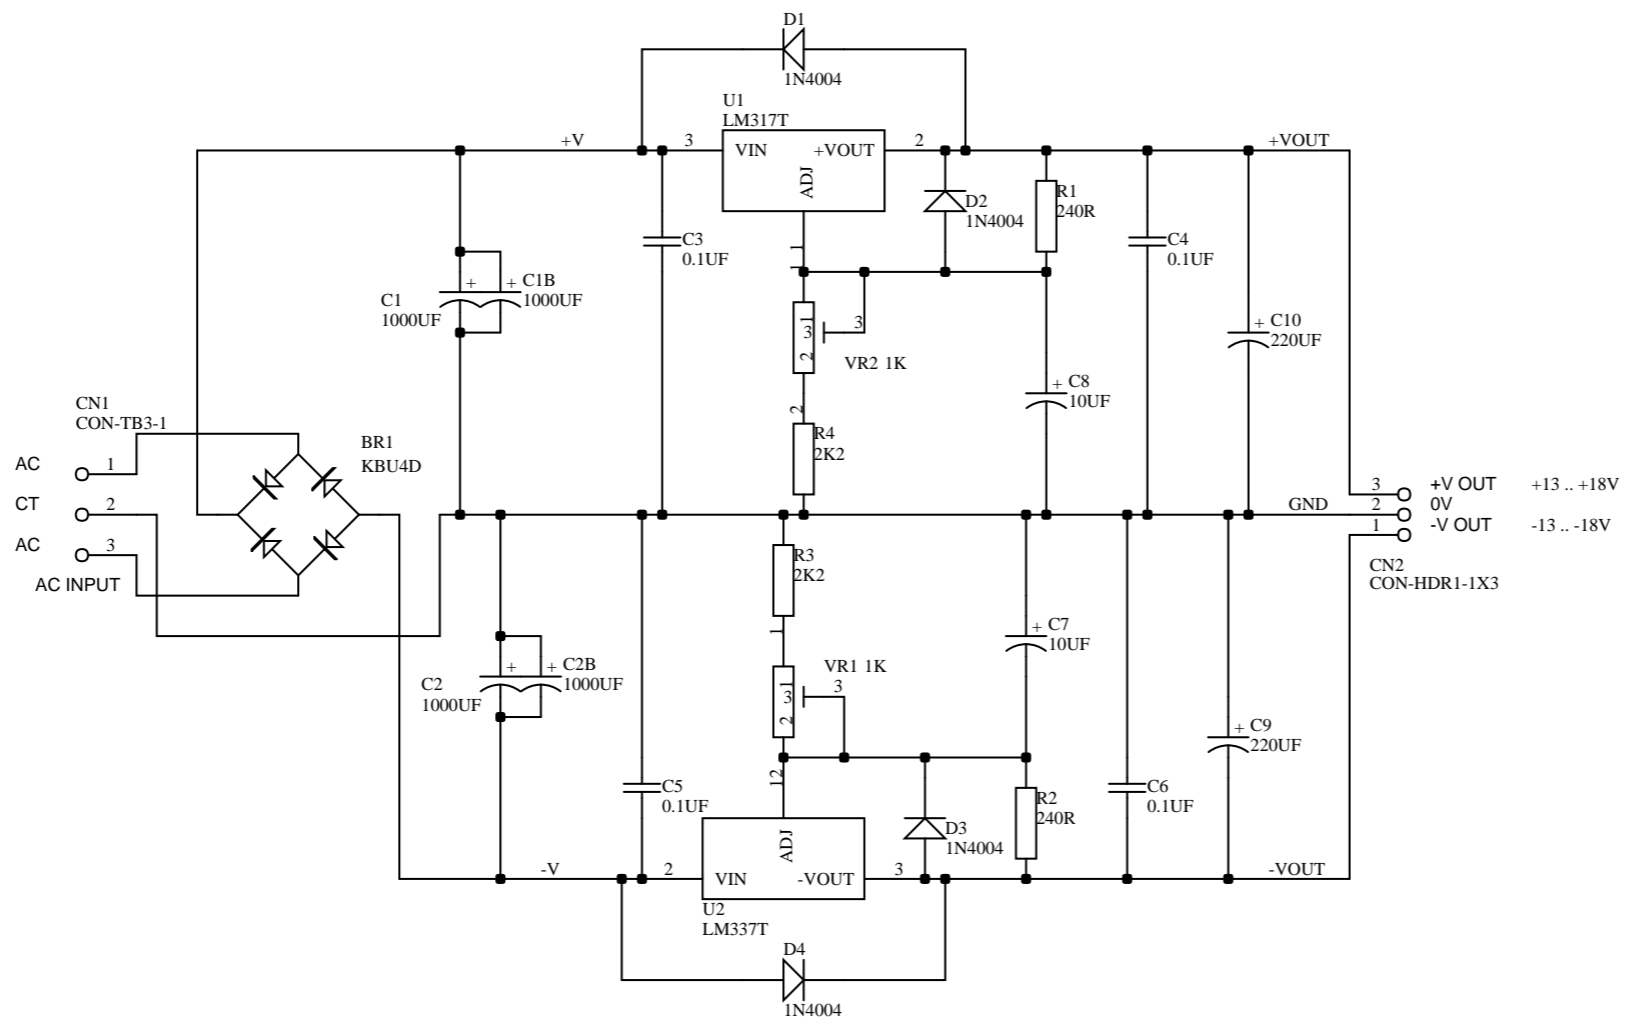 D1
1N4004
U1
LM317T
+V
3
VIN
+VOUT
2
+VOUT
ADJ
D2
1N4004
R1
240R
C3
0.1UF
C4
0.1UF
1
1
+
C1
1000UF
+
C1B
1000UF
1
3
2
3
VR2 1K
+
C10
220UF
+
C8
10UF
CN1
CON-TB3-1
BR1
KBU4D
2
R4
2K2
AC
1
CT
2
AC
3
AC INPUT
GND
3
+V OUT
+13 .. +18V
2
0V
1
-V OUT
-13 .. -18V
CN2
CON-HDR1-1X3
R3
2K2
1
+
C7
10UF
+
C2
1000UF
+
C2B
1000UF
VR1 1K
1
3
2
3
+
C9
220UF
12
C5
0.1UF
R2
240R
C6
0.1UF
ADJ
D3
1N4004
-V
2
VIN
-VOUT
3
-VOUT
U2
LM337T
D4
1N4004